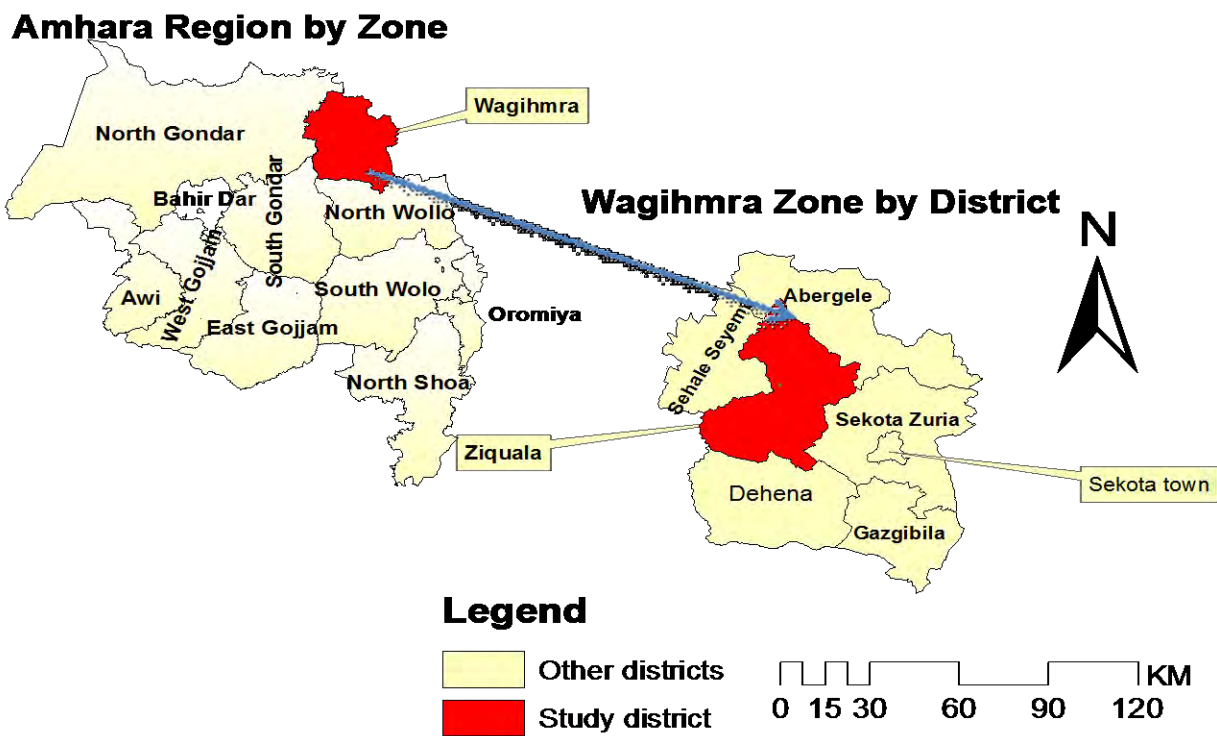 Amhara Region by Zone
Wagihmra
North Gondar
Bahir Dar
South Gondar
North Wollo
West Gojjam
Awi
East Gojjam
South Wolo
Oromiya
North Shoa
Wagihmra Zone by District
N
Abergele
Sehale Seyemt
Sekota Zuria
Ziquala
Sekota town
Dehena
Gazgibila
Legend
Other districts
Study district
KM
0 15 30 60 90 120